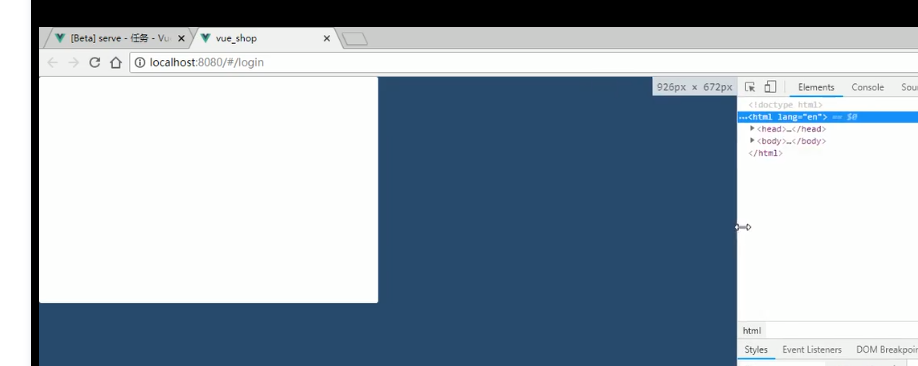 [Beta] serve - 任务 - Vu
vue_shop
localhost:8080/#/login
926px × 672px
Elements
Console
Sou
<!doctype html>
…<html lang="en"> == $0
<head>…</head>
<body>…</body>
</html>
html
Styles
Event Listeners
DOM Breakpoin